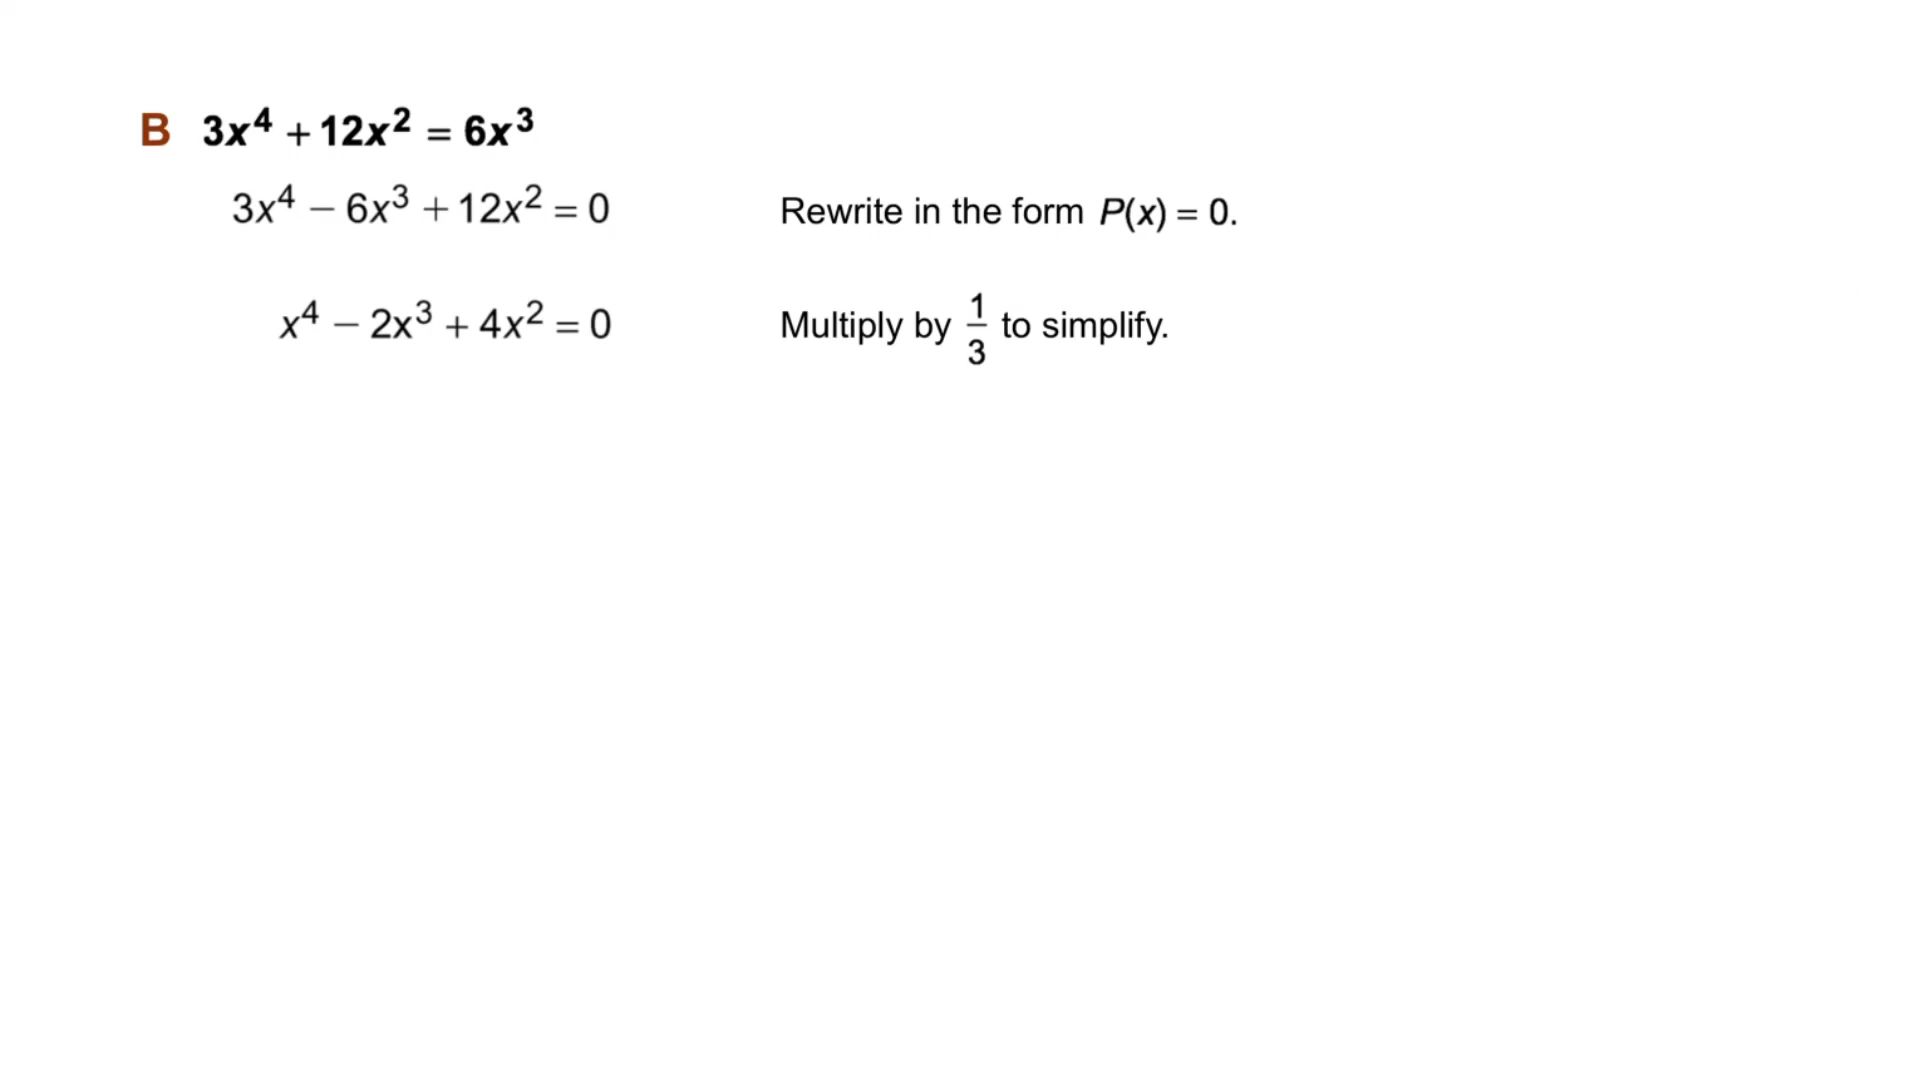 B 3x⁴ + 12x² = 6x³
3x⁴ – 6x³ + 12x² = 0 Rewrite in the form P(x) = 0.
x⁴ – 2x³ + 4x² = 0 Multiply by 1/3 to simplify.